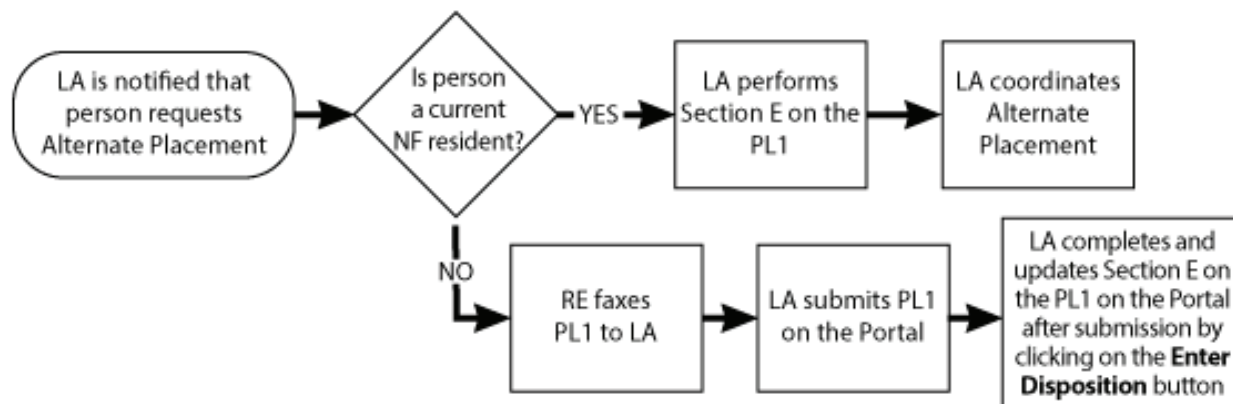 LA is notified that
person requests
Alternate Placement
Is person
a current
NF resident?
YES
LA performs
Section E on the
PL1
LA coordinates
Alternate
Placement
NO
RE faxes
PL1 to LA
LA submits PL1
on the Portal
LA completes and
updates Section E on
the PL1 on the Portal
after submission by
clicking on the Enter
Disposition button